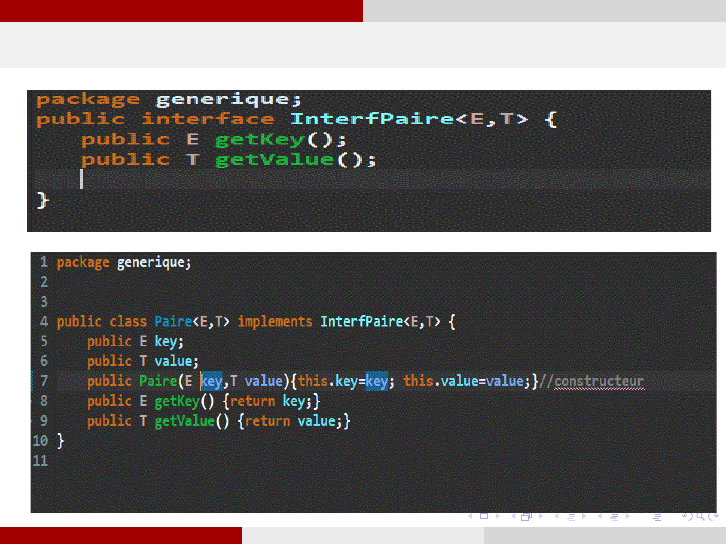 package generique;
public interface InterfPaire<E,T> {
public E getKey();
public T getValue();
}
1 package generique;
2
3
4 public class Paire<E,T> implements InterfPaire<E,T> {
5 public E key;
6 public T value;
7 public Paire(E key,T value){this.key=key; this.value=value;}//constructeur
8 public E getKey() {return key;}
9 public T getValue() {return value;}
10 }
11